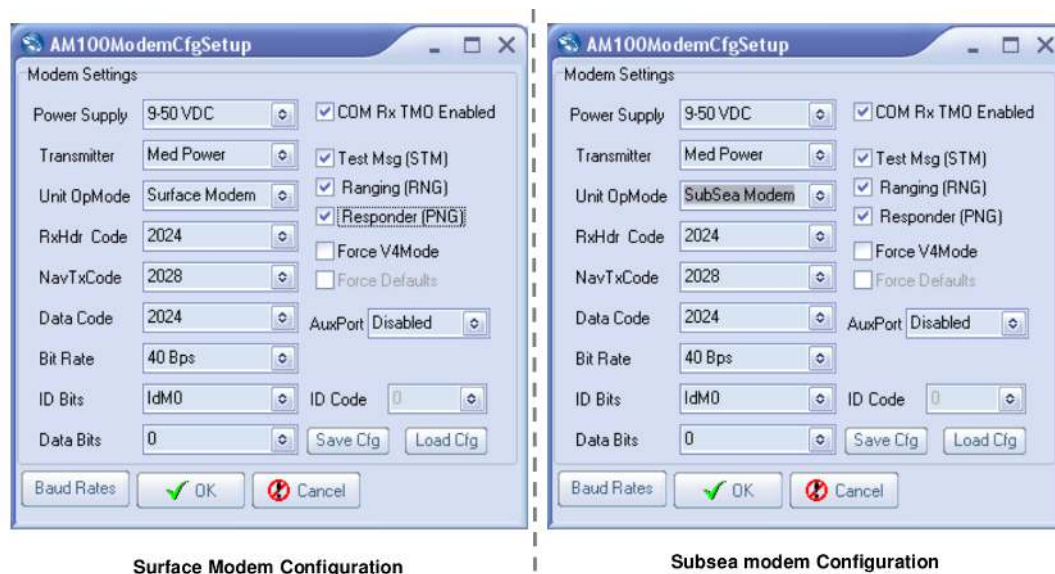 AM100ModemCfgSetup
Modem Settings
Power Supply 9-50 VDC COM Rx TMO Enabled
Transmitter Med Power Test Msg (STM)
Unit OpMode Surface Modem Ranging (RNG)
Responder (PNG)
RxHdr Code 2024
Force V4Mode
NavTxCode 2028 Force Defaults
Data Code 2024 AuxPort Disabled
Bit Rate 40 Bps
ID Bits IdM0 ID Code 0
Data Bits 0 Save Cfg Load Cfg
Baud Rates OK Cancel
Surface Modem Configuration
AM100ModemCfgSetup
Modem Settings
Power Supply 9-50 VDC COM Rx TMO Enabled
Transmitter Med Power Test Msg (STM)
Unit OpMode SubSea Modem Ranging (RNG)
Responder (PNG)
RxHdr Code 2024
Force V4Mode
NavTxCode 2028 Force Defaults
Data Code 2024 AuxPort Disabled
Bit Rate 40 Bps
ID Bits IdM0 ID Code 0
Data Bits 0 Save Cfg Load Cfg
Baud Rates OK Cancel
Subsea modem Configuration